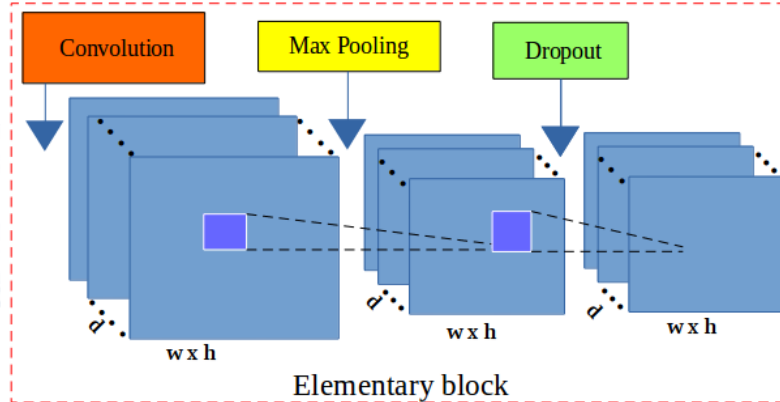 Convolution
Max Pooling
Dropout
d
w x h
d
w x h
d
w x h
Elementary block